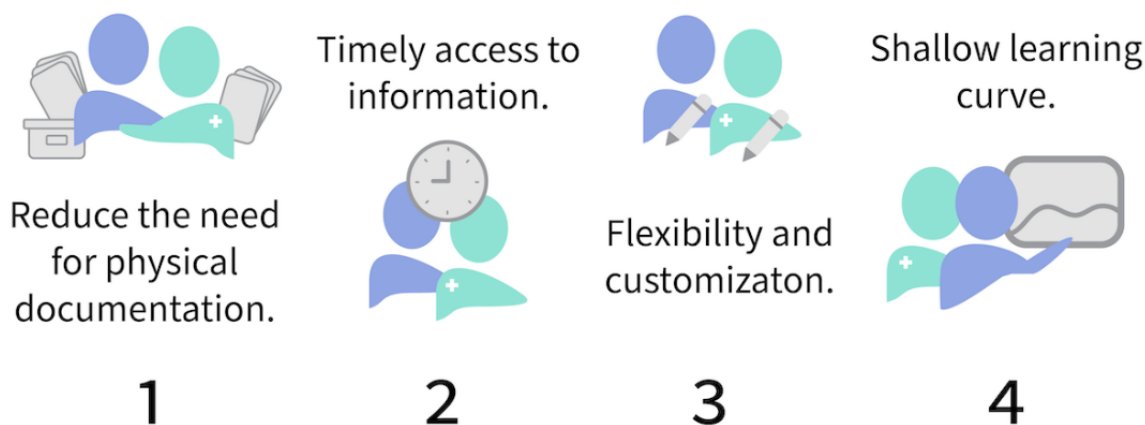 Reduce the need
for physical
documentation.
1
Timely access to
information.
2
Flexibility and
customizaton.
3
Shallow learning
curve.
4